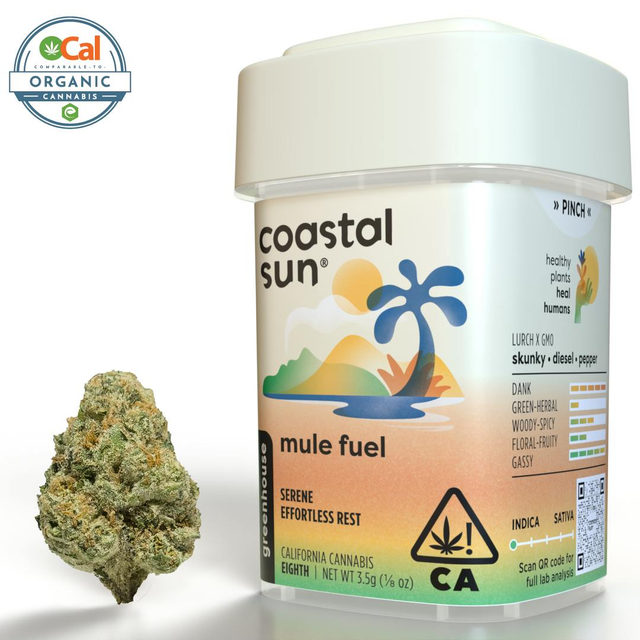 OCal
COMPARABLE-TO-
ORGANIC
CANNABIS
» PINCH «
coastal
sun®
healthy
plants
heal
humans
LURCH X GMO
skunky • diesel • pepper
DANK
GREEN-HERBAL
WOODY-SPICY
FLORAL-FRUITY
GASSY
greenhouse
mule fuel
SERENE
EFFORTLESS REST
INDICA SATIVA
Scan QR code for
full lab analysis
CALIFORNIA CANNABIS
EIGHTH | NET WT 3.5g (⅛ oz)
!
CA